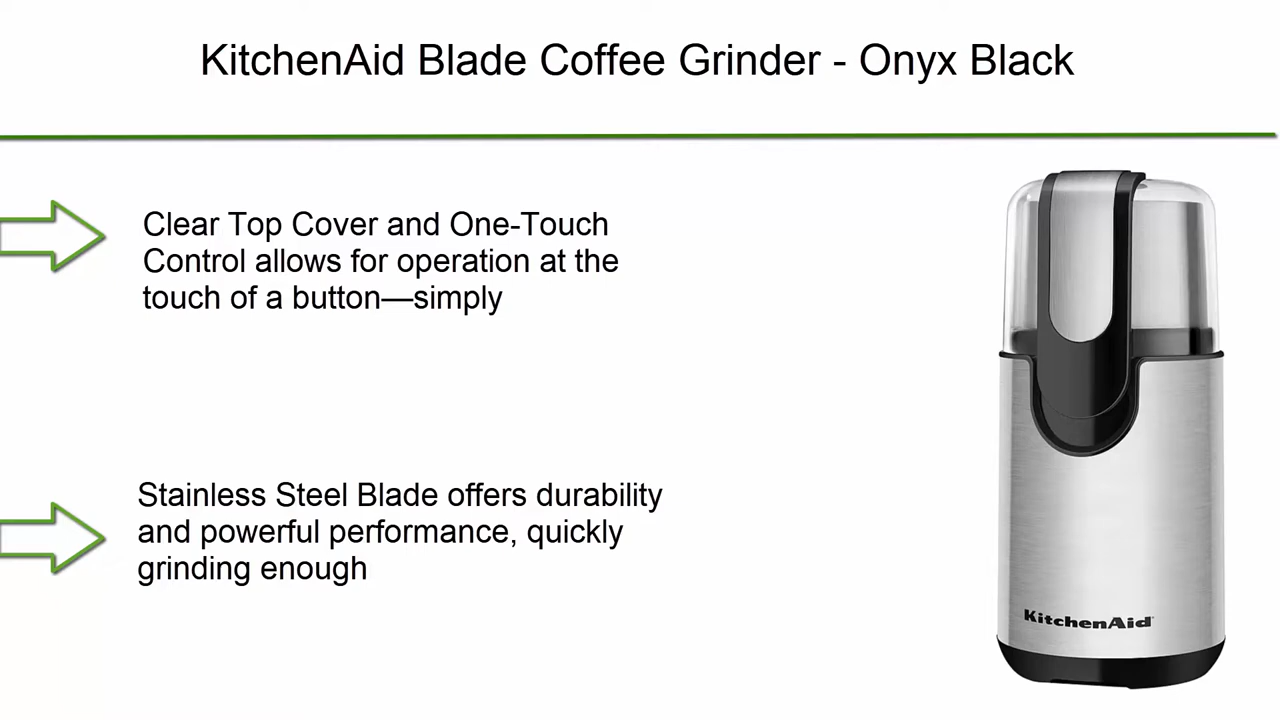 KitchenAid Blade Coffee Grinder - Onyx Black
Clear Top Cover and One-Touch
Control allows for operation at the
touch of a button—simply
Stainless Steel Blade offers durability
and powerful performance, quickly
grinding enough
KitchenAid